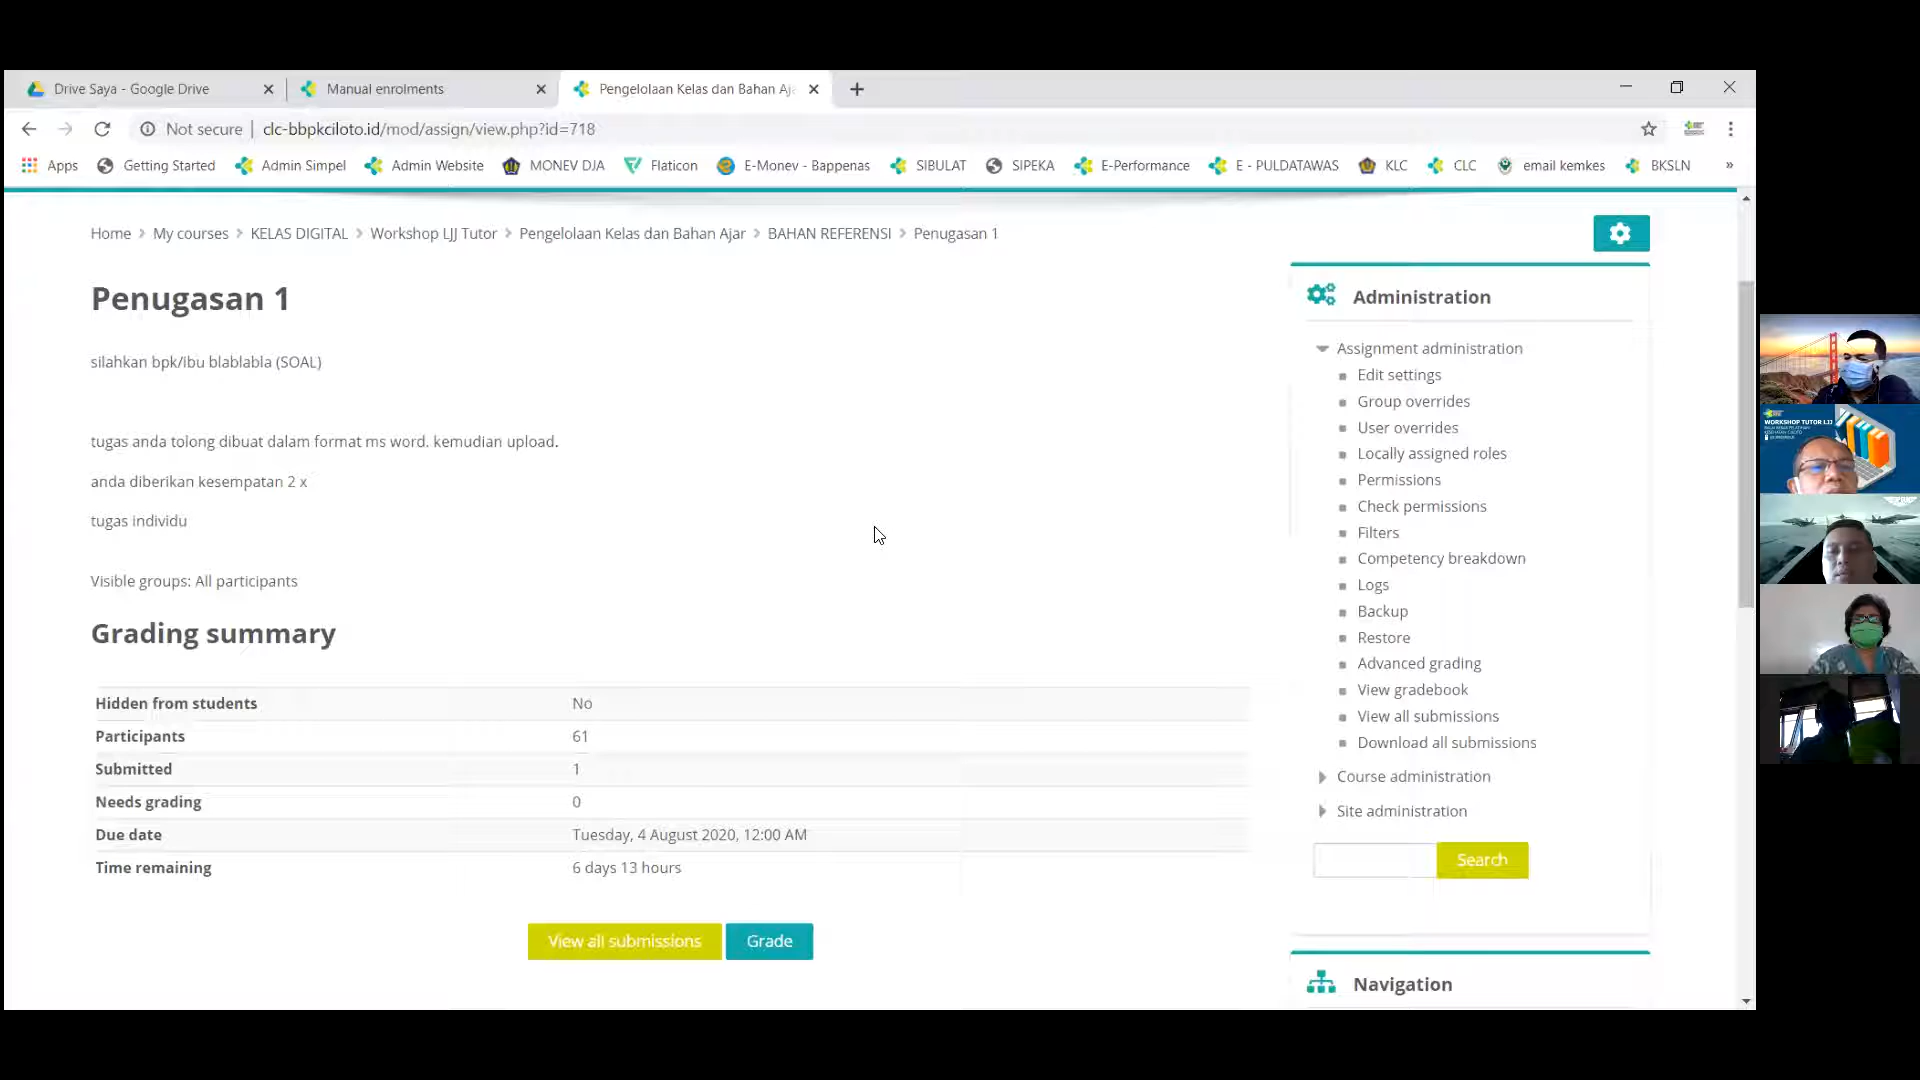 Drive Saya - Google Drive
Manual enrolments
Pengelolaan Kelas dan Bahan Aj
Not secure
clc-bbpkciloto.id/mod/assign/view.php?id=718
Apps
Getting Started
Admin Simpel
Admin Website
MONEV DJA
Flaticon
E-Monev - Bappenas
SIBULAT
SIPEKA
E-Performance
E - PULDATAWAS
KLC
CLC
email kemkes
BKSLN
»
Home > My courses > KELAS DIGITAL > Workshop LJJ Tutor > Pengelolaan Kelas dan Bahan Ajar > BAHAN REFERENSI > Penugasan 1
Penugasan 1
silahkan bpk/ibu blablabla (SOAL)
tugas anda tolong dibuat dalam format ms word. kemudian upload.
anda diberikan kesempatan 2 x
tugas individu
Visible groups: All participants
Grading summary
Hidden from students No
Participants 61
Submitted 1
Needs grading 0
Due date Tuesday, 4 August 2020, 12:00 AM
Time remaining 6 days 13 hours
View all submissions
Grade
Administration
Assignment administration
Edit settings
Group overrides
User overrides
Locally assigned roles
Permissions
Check permissions
Filters
Competency breakdown
Logs
Backup
Restore
Advanced grading
View gradebook
View all submissions
Download all submissions
Course administration
Site administration
Search
Navigation
WORKSHOP TUTOR LJJ